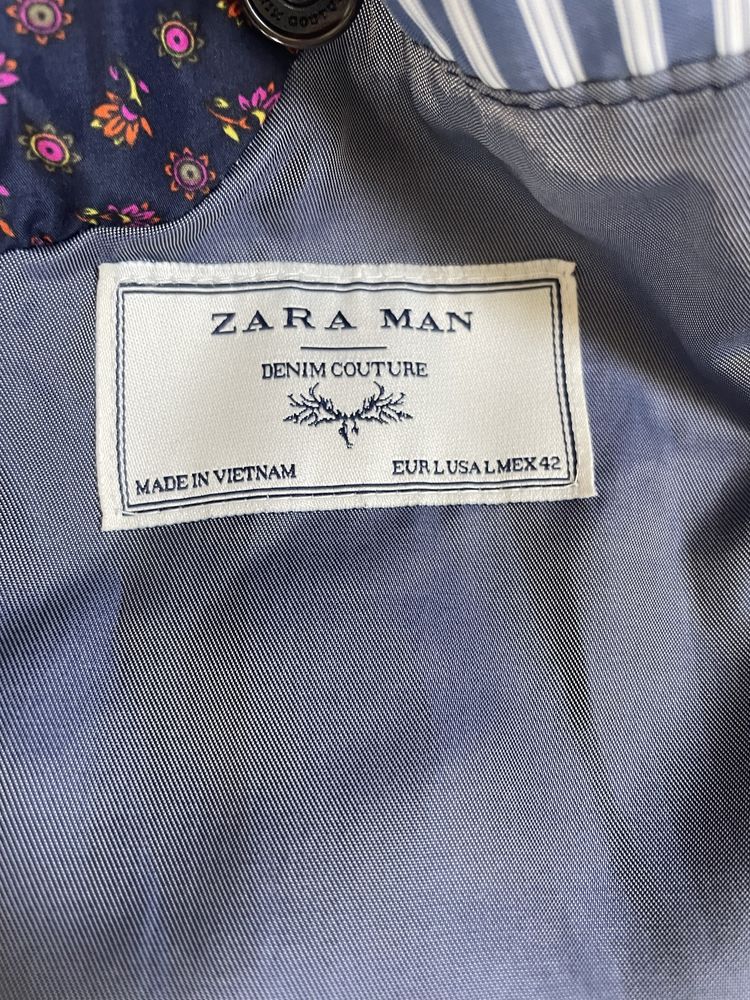 ZARA MAN
DENIM COUTURE
MADE IN VIETNAM EUR L USA L MEX 42